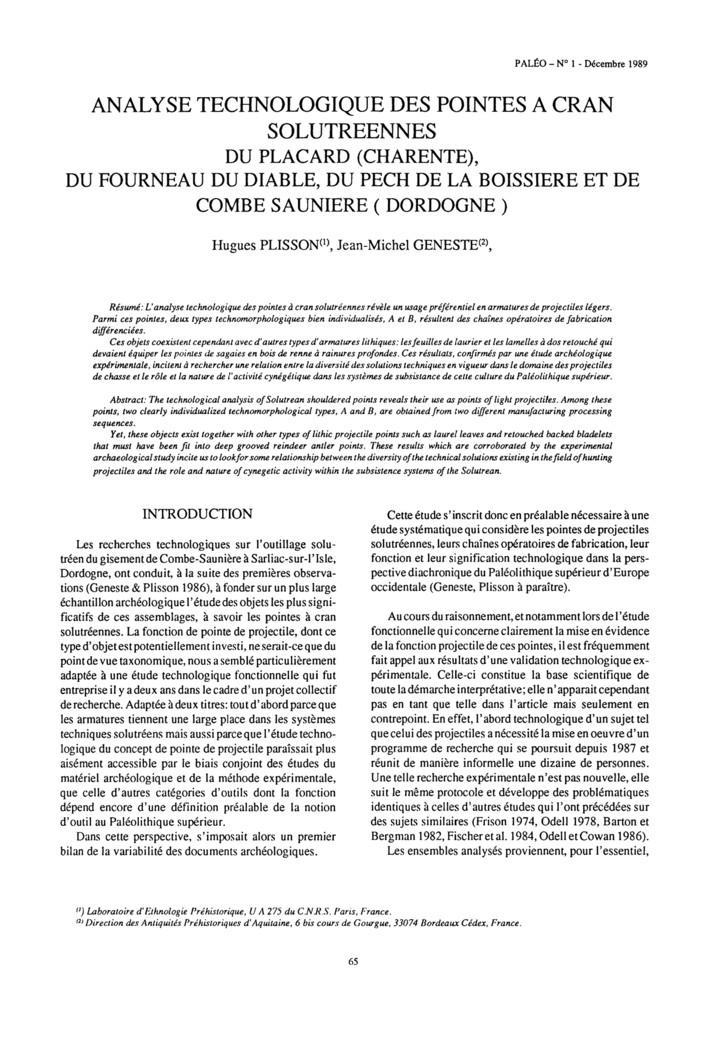 PALÉO – N° 1 - Décembre 1989
ANALYSE TECHNOLOGIQUE DES POINTES A CRAN
SOLUTREENNES
DU PLACARD (CHARENTE),
DU FOURNEAU DU DIABLE, DU PECH DE LA BOISSIERE ET DE
COMBE SAUNIERE ( DORDOGNE )
Hugues PLISSON(1), Jean-Michel GENESTE(2),
Résumé: L'analyse technologique des pointes à cran solutréennes révèle un usage préférentiel en armatures de projectiles légers.
Parmi ces pointes, deux types technomorphologiques bien individualisés, A et B, résultent des chaînes opératoires de fabrication
différenciées.
Ces objets coexistent cependant avec d'autres types d'armatures lithiques: les feuilles de laurier et les lamelles à dos retouché qui
devaient équiper les pointes de sagaies en bois de renne à rainures profondes. Ces résultats, confirmés par une étude archéologique
expérimentale, incitent à rechercher une relation entre la diversité des solutions techniques en vigueur dans le domaine des projectiles
de chasse et le rôle et la nature de l'activité cynégétique dans les systèmes de subsistance de cette culture du Paléolithique supérieur.
Abstract: The technological analysis of Solutrean shouldered points reveals their use as points of light projectiles. Among these
points, two clearly individualized technomorphological types, A and B, are obtained from two different manufacturing processing
sequences.
Yet, these objects exist together with other types of lithic projectile points such as laurel leaves and retouched backed bladelets
that must have been fit into deep grooved reindeer antler points. These results which are corroborated by the experimental
archaeological study incite us to look for some relationship between the diversity of the technical solutions existing in the field of hunting
projectiles and the role and nature of cynegetic activity within the subsistence systems of the Solutrean.
INTRODUCTION
Les recherches technologiques sur l'outillage solu-
tréen du gisement de Combe-Saunière à Sarliac-sur-l'Isle,
Dordogne, ont conduit, à la suite des premières observa-
tions (Geneste & Plisson 1986), à fonder sur un plus large
échantillon archéologique l'étude des objets les plus signi-
ficatifs de ces assemblages, à savoir les pointes à cran
solutréennes. La fonction de pointe de projectile, dont ce
type d'objet est potentiellement investi, ne serait-ce que du
point de vue taxonomique, nous a semblé particulièrement
adaptée à une étude technologique fonctionnelle qui fut
entreprise il y a deux ans dans le cadre d'un projet collectif
de recherche. Adaptée à deux titres: tout d'abord parce que
les armatures tiennent une large place dans les systèmes
techniques solutréens mais aussi parce que l'étude techno-
logique du concept de pointe de projectile paraîssait plus
aisément accessible par le biais conjoint des études du
matériel archéologique et de la méthode expérimentale,
que celle d'autres catégories d'outils dont la fonction
dépend encore d'une définition préalable de la notion
d'outil au Paléolithique supérieur.
Dans cette perspective, s'imposait alors un premier
bilan de la variabilité des documents archéologiques.
Cette étude s'inscrit donc en préalable nécessaire à une
étude systématique qui considère les pointes de projectiles
solutréennes, leurs chaînes opératoires de fabrication, leur
fonction et leur signification technologique dans la pers-
pective diachronique du Paléolithique supérieur d'Europe
occidentale (Geneste, Plisson à paraître).
Au cours du raisonnement, et notamment lors de l'étude
fonctionnelle qui concerne clairement la mise en évidence
de la fonction projectile de ces pointes, il est fréquemment
fait appel aux résultats d'une validation technologique ex-
périmentale. Celle-ci constitue la base scientifique de
toute la démarche interprétative; elle n'apparait cependant
pas en tant que telle dans l'article mais seulement en
contrepoint. En effet, l'abord technologique d'un sujet tel
que celui des projectiles a nécessité la mise en oeuvre d'un
programme de recherche qui se poursuit depuis 1987 et
réunit de manière informelle une dizaine de personnes.
Une telle recherche expérimentale n'est pas nouvelle, elle
suit le même protocole et développe des problématiques
identiques à celles d'autres études qui l'ont précédées sur
des sujets similaires (Frison 1974, Odell 1978, Barton et
Bergman 1982, Fischer et al. 1984, Odell et Cowan 1986).
Les ensembles analysés proviennent, pour l'essentiel,
(1) Laboratoire d'Ethnologie Préhistorique, U A 275 du C.N.R.S. Paris, France.
(2) Direction des Antiquités Préhistoriques d'Aquitaine, 6 bis cours de Gourgue, 33074 Bordeaux Cédex, France.
65